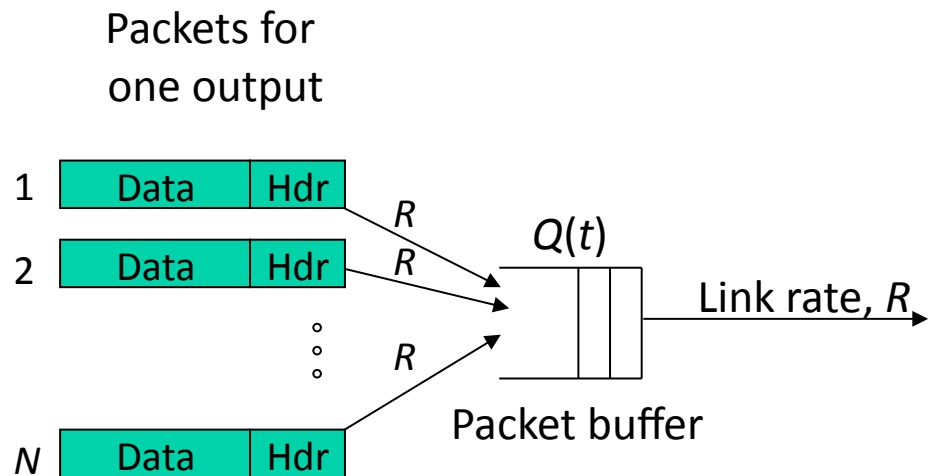 Packets for
one output
1 Data Hdr
R
Q(t)
2 Data Hdr
R
Link rate, R
R
Packet buffer
N Data Hdr